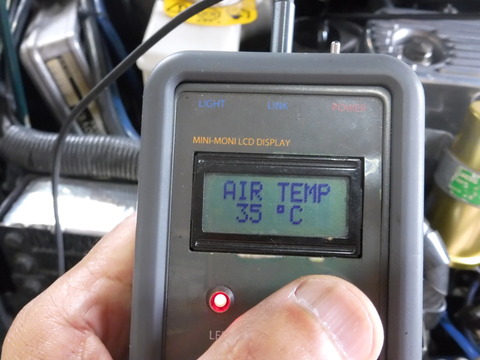 LIGHT LINK POWER
MINI-MONI LCD DISPLAY
AIR TEMP
35 °C